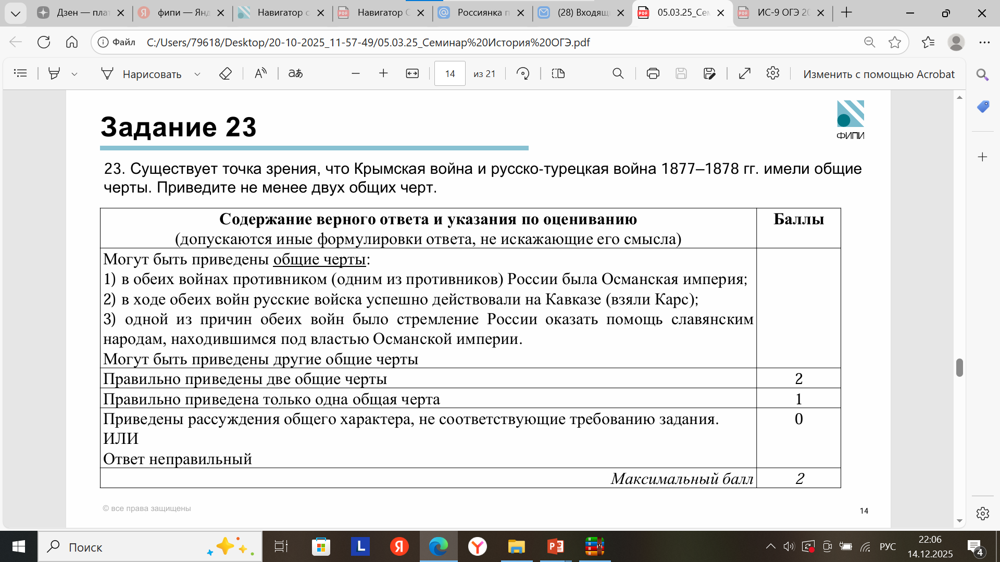 Дзен — плат
фипи — Янд
Навигатор с
Навигатор О
Россиянка п
(28) Входящ
05.03.25_Сем
ИС-9 ОГЭ 20
Файл
C:/Users/79618/Desktop/20-10-2025_11-57-49/05.03.25_Семинар%20История%20ОГЭ.pdf
Нарисовать
14
из 21
Изменить с помощью Acrobat
Задание 23
ФИПИ
23. Существует точка зрения, что Крымская война и русско-турецкая война 1877–1878 гг. имели общие
черты. Приведите не менее двух общих черт.
Содержание верного ответа и указания по оцениванию
Баллы
(допускаются иные формулировки ответа, не искажающие его смысла)
Могут быть приведены общие черты:
1) в обеих войнах противником (одним из противников) России была Османская империя;
2) в ходе обеих войн русские войска успешно действовали на Кавказе (взяли Карс);
3) одной из причин обеих войн было стремление России оказать помощь славянским
народам, находившимся под властью Османской империи.
Могут быть приведены другие общие черты
Правильно приведены две общие черты 2
Правильно приведена только одна общая черта 1
Приведены рассуждения общего характера, не соответствующие требованию задания. 0
ИЛИ
Ответ неправильный
Максимальный балл 2
© все права защищены
14
Поиск
РУС
22:06
14.12.2025
4